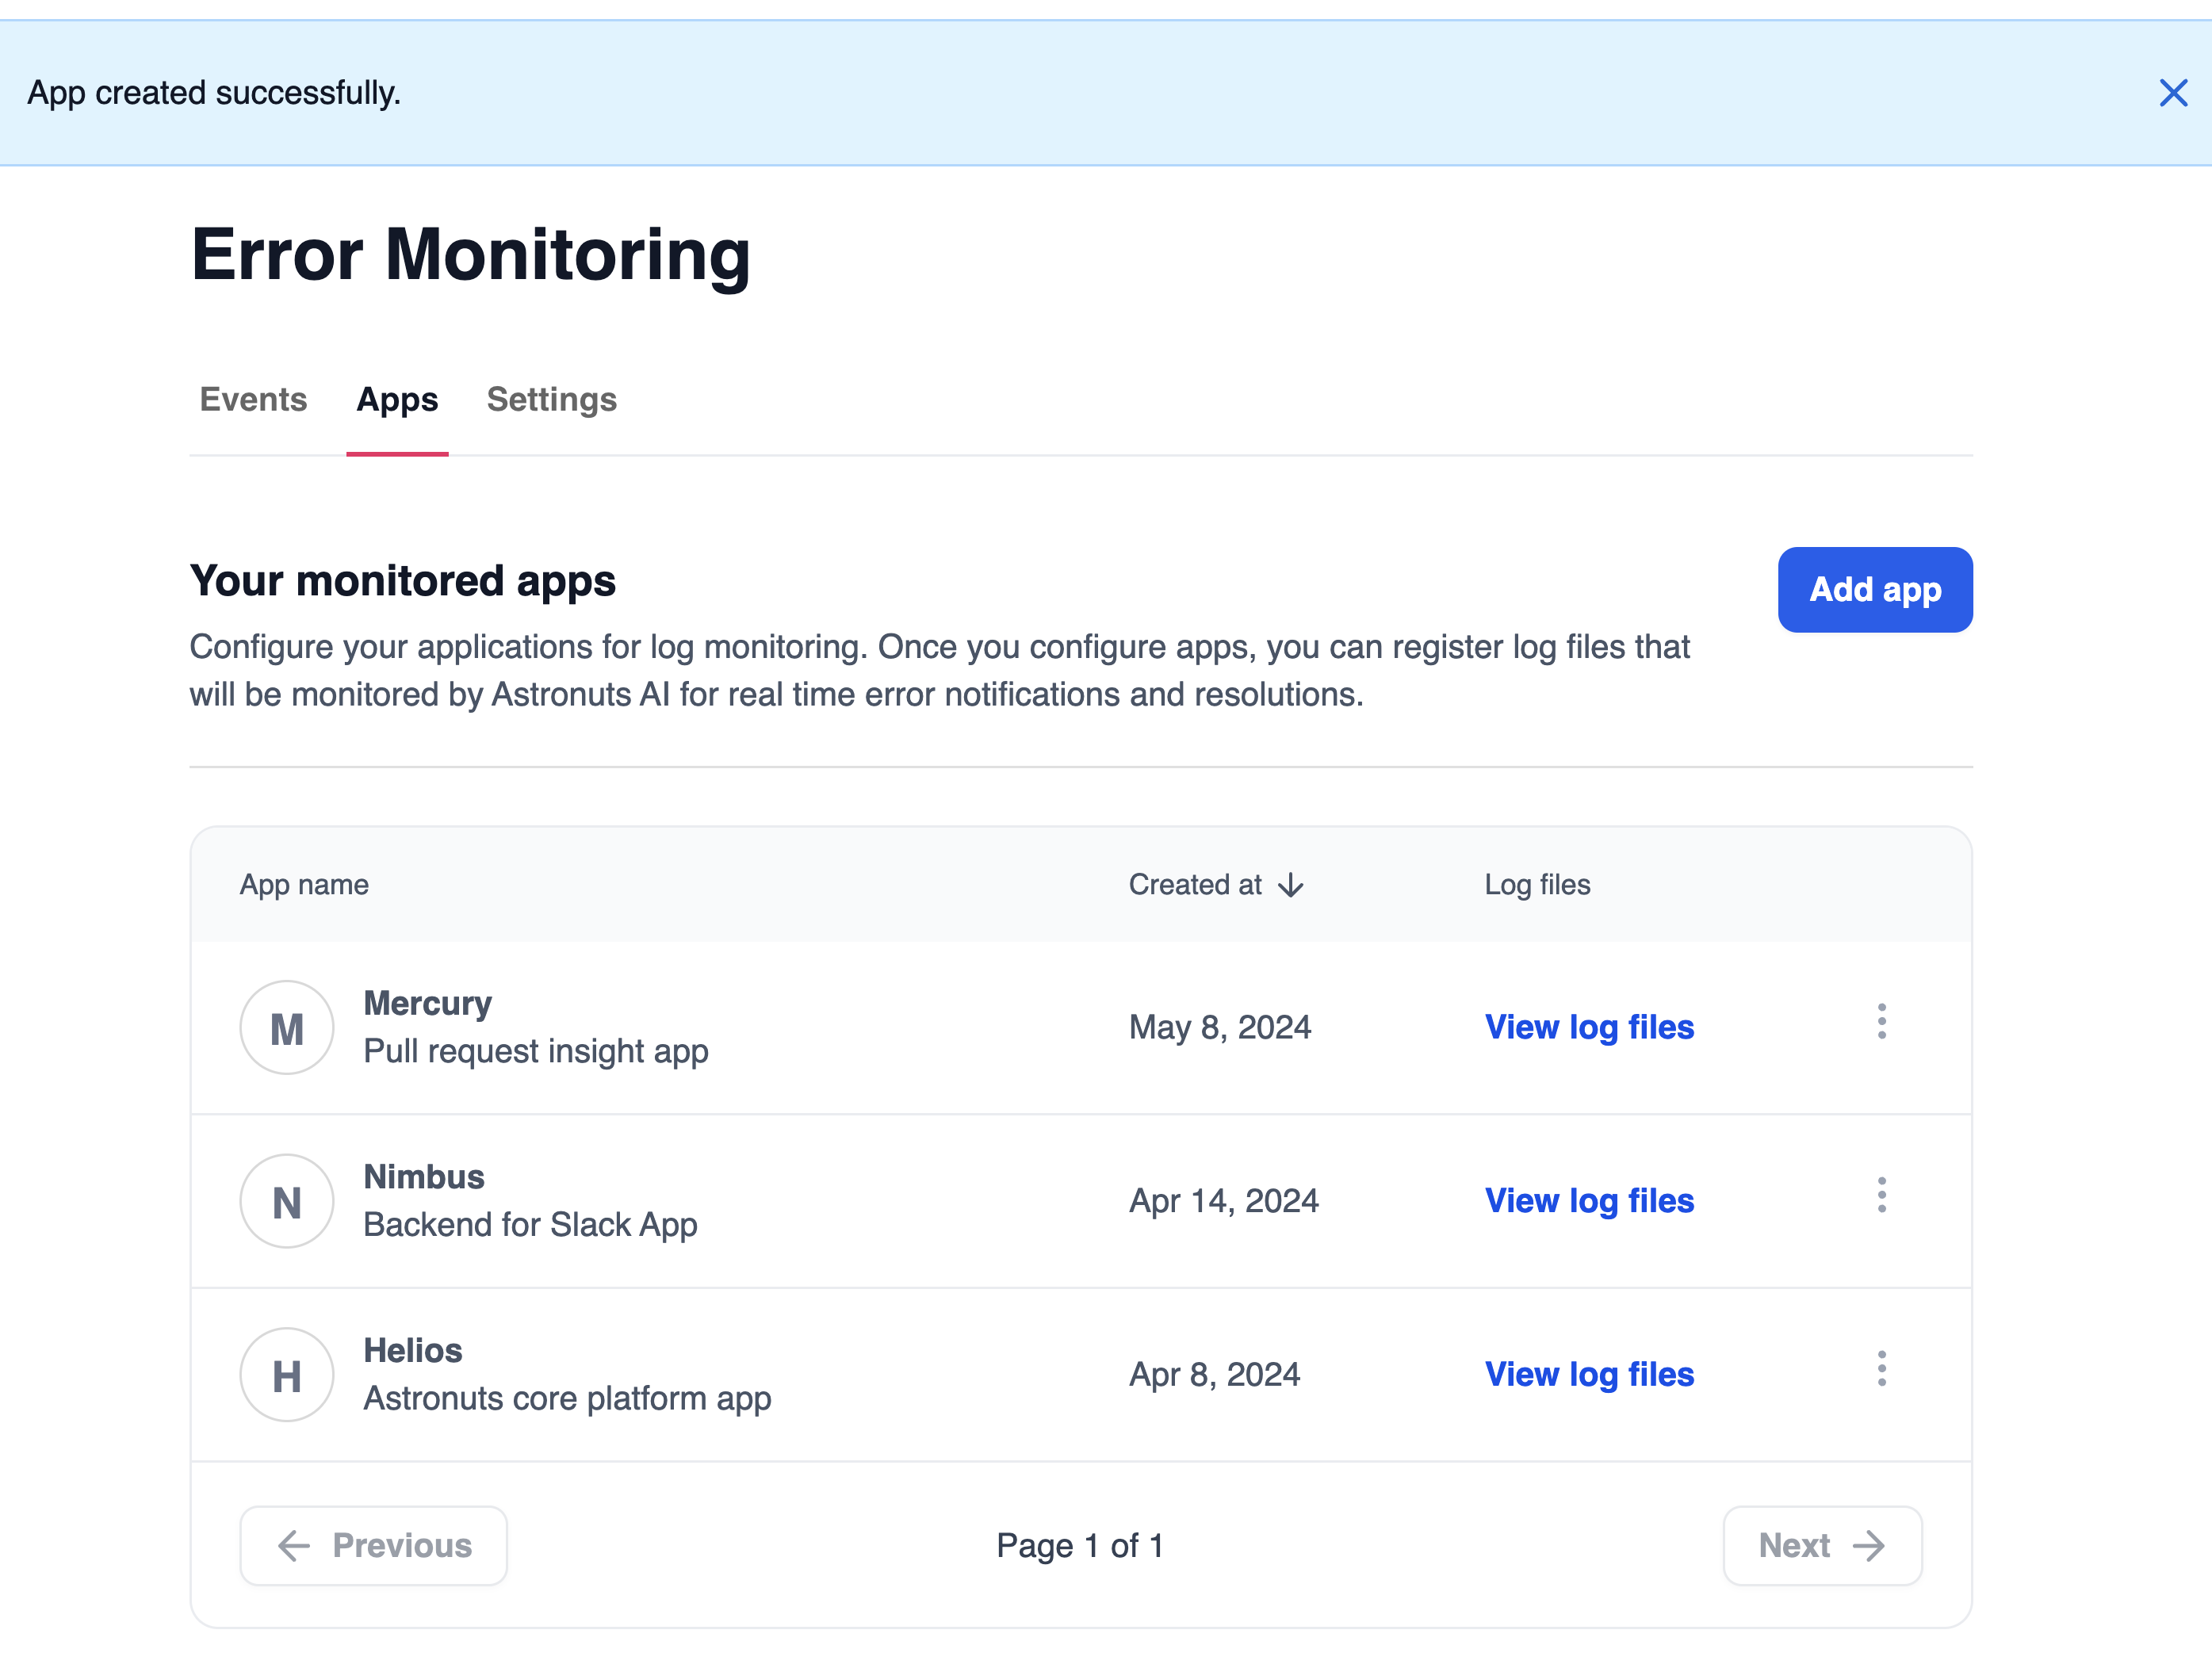 App created successfully.
Error Monitoring
Events Apps Settings
Your monitored apps
Add app
Configure your applications for log monitoring. Once you configure apps, you can register log files that
will be monitored by Astronuts AI for real time error notifications and resolutions.
App name Created at Log files
M
Mercury
Pull request insight app
May 8, 2024
View log files
N
Nimbus
Backend for Slack App
Apr 14, 2024
View log files
H
Helios
Astronuts core platform app
Apr 8, 2024
View log files
Previous Page 1 of 1 Next